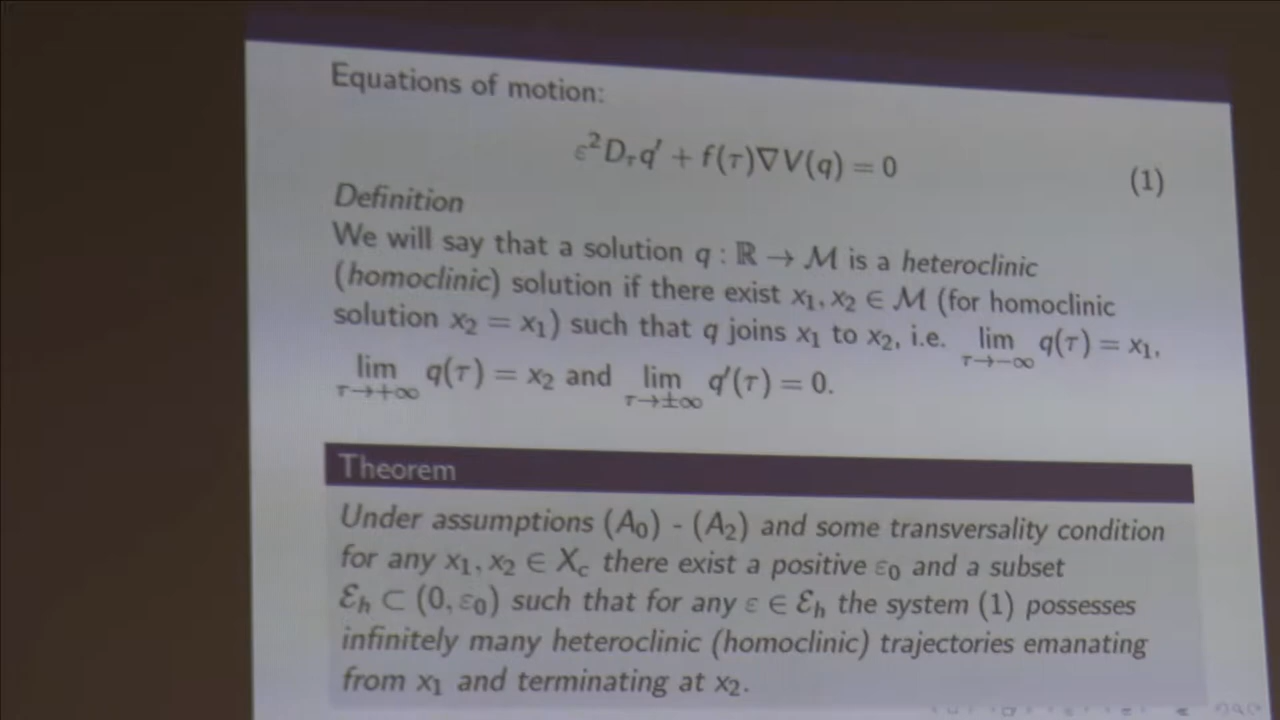 Equations of motion:
ε²D_τ q′ + f(τ)∇V(q) = 0
(1)
Definition
We will say that a solution q : ℝ → ℳ is a heteroclinic
(homoclinic) solution if there exist x₁, x₂ ∈ ℳ (for homoclinic
solution x₂ = x₁) such that q joins x₁ to x₂, i.e. lim_{τ→−∞} q(τ) = x₁,
lim_{τ→+∞} q(τ) = x₂ and lim_{τ→±∞} q′(τ) = 0.
Theorem
Under assumptions (A₀) - (A₂) and some transversality condition
for any x₁, x₂ ∈ X_c there exist a positive ε₀ and a subset
ℰ_h ⊂ (0, ε₀) such that for any ε ∈ ℰ_h the system (1) possesses
infinitely many heteroclinic (homoclinic) trajectories emanating
from x₁ and terminating at x₂.